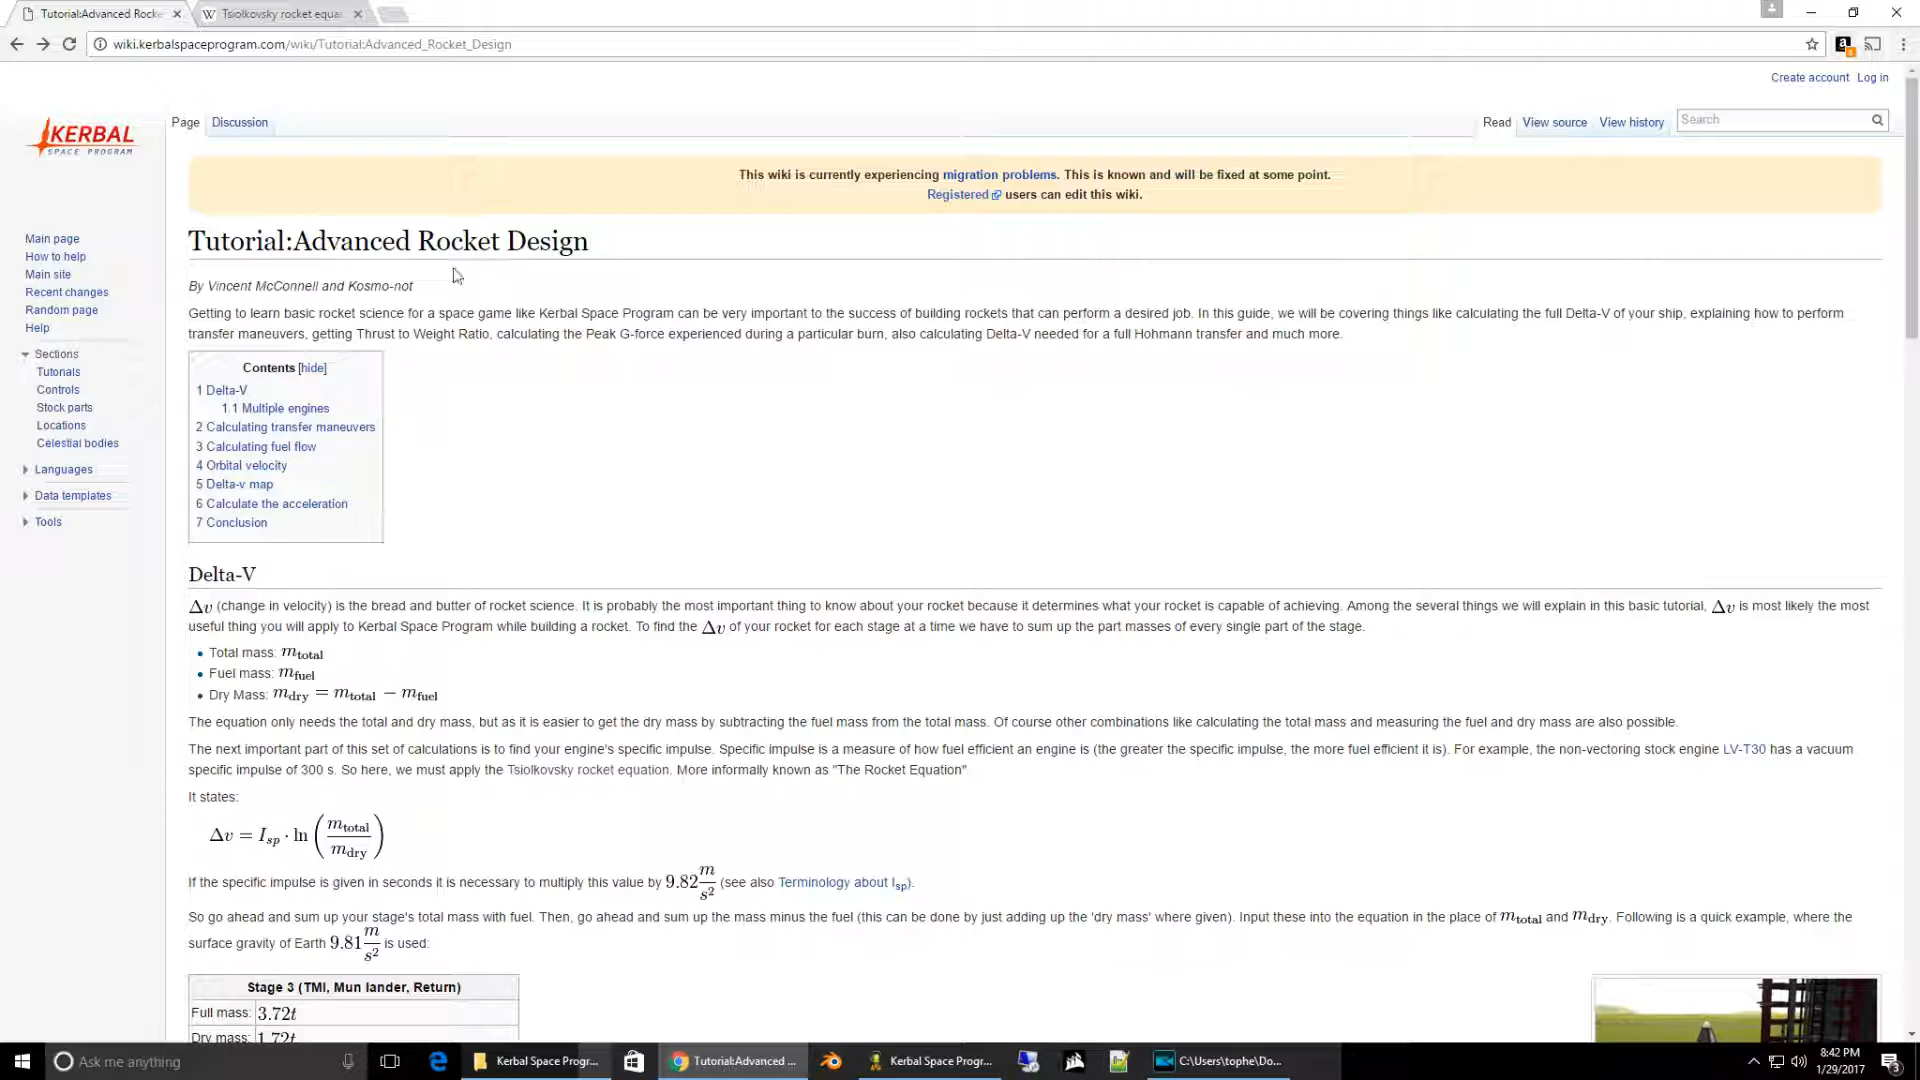 Tutorial:Advanced Rocke
Tsiolkovsky rocket equa
wiki.kerbalspaceprogram.com/wiki/Tutorial:Advanced_Rocket_Design
Create account Log in
KERBAL
SPACE PROGRAM
Page Discussion
Read View source View history Search
This wiki is currently experiencing migration problems. This is known and will be fixed at some point.
Registered users can edit this wiki.
Tutorial:Advanced Rocket Design
By Vincent McConnell and Kosmo-not
Getting to learn basic rocket science for a space game like Kerbal Space Program can be very important to the success of building rockets that can perform a desired job. In this guide, we will be covering things like calculating the full Delta-V of your ship, explaining how to perform
transfer maneuvers, getting Thrust to Weight Ratio, calculating the Peak G-force experienced during a particular burn, also calculating Delta-V needed for a full Hohmann transfer and much more.
Main page
How to help
Main site
Recent changes
Random page
Help
Sections
Tutorials
Controls
Stock parts
Locations
Celestial bodies
Languages
Data templates
Tools
Contents [hide]
1 Delta-V
1.1 Multiple engines
2 Calculating transfer maneuvers
3 Calculating fuel flow
4 Orbital velocity
5 Delta-v map
6 Calculate the acceleration
7 Conclusion
Delta-V
Δv (change in velocity) is the bread and butter of rocket science. It is probably the most important thing to know about your rocket because it determines what your rocket is capable of achieving. Among the several things we will explain in this basic tutorial, Δv is most likely the most
useful thing you will apply to Kerbal Space Program while building a rocket. To find the Δv of your rocket for each stage at a time we have to sum up the part masses of every single part of the stage.
• Total mass: m_total
• Fuel mass: m_fuel
• Dry Mass: m_dry = m_total − m_fuel
The equation only needs the total and dry mass, but as it is easier to get the dry mass by subtracting the fuel mass from the total mass. Of course other combinations like calculating the total mass and measuring the fuel and dry mass are also possible.
The next important part of this set of calculations is to find your engine's specific impulse. Specific impulse is a measure of how fuel efficient an engine is (the greater the specific impulse, the more fuel efficient it is). For example, the non-vectoring stock engine LV-T30 has a vacuum
specific impulse of 300 s. So here, we must apply the Tsiolkovsky rocket equation. More informally known as "The Rocket Equation".
It states:
Δv = I_sp · ln (m_total / m_dry)
If the specific impulse is given in seconds it is necessary to multiply this value by 9.82 m/s² (see also Terminology about I_sp).
So go ahead and sum up your stage's total mass with fuel. Then, go ahead and sum up the mass minus the fuel (this can be done by just adding up the 'dry mass' where given). Input these into the equation in the place of m_total and m_dry. Following is a quick example, where the
surface gravity of Earth 9.81 m/s² is used:
Stage 3 (TMI, Mun lander, Return)
Full mass: 3.72t
Dry mass: 1.72t
Ask me anything
Kerbal Space Progr...
Tutorial:Advanced ...
Kerbal Space Progr...
C:\Users\tophe\Do...
8:42 PM
1/29/2017
3